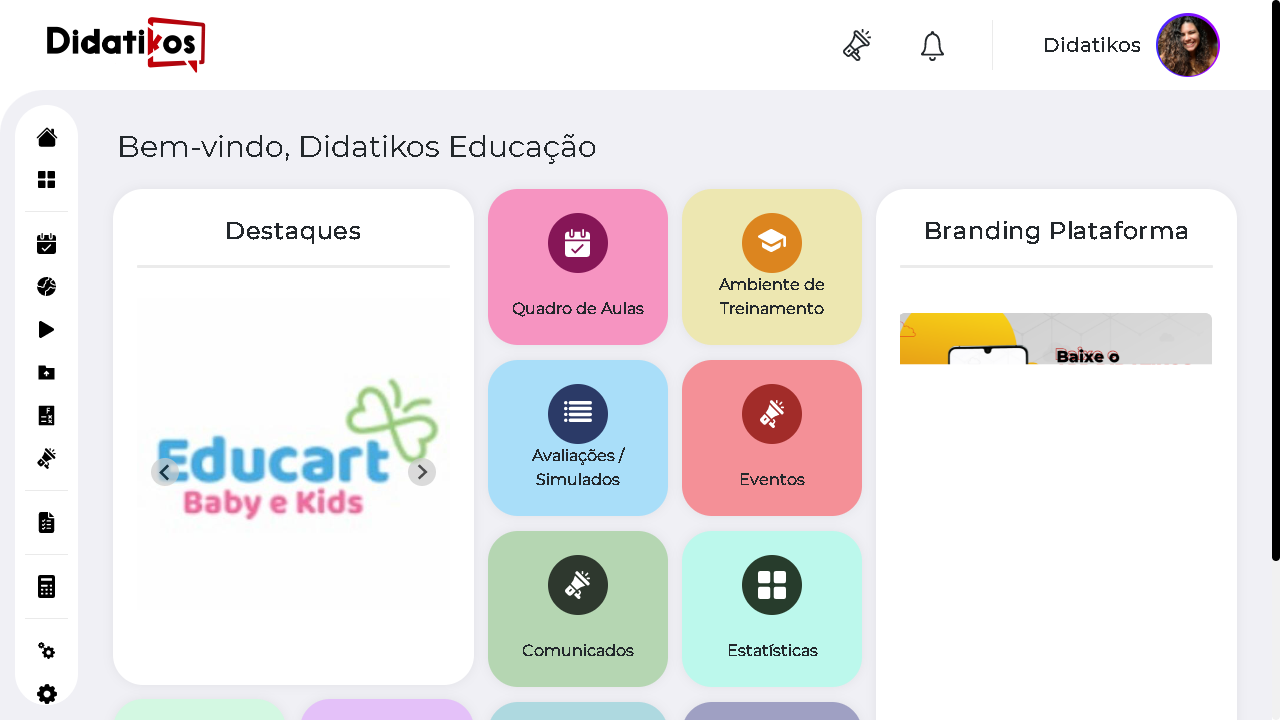 Didatikos
Didatikos
Bem-vindo, Didatikos Educação
Destaques
Educart
Baby e Kids
Quadro de Aulas
Ambiente de
Treinamento
Avaliações /
Simulados
Eventos
Comunicados
Estatísticas
Branding Plataforma
Baixe o